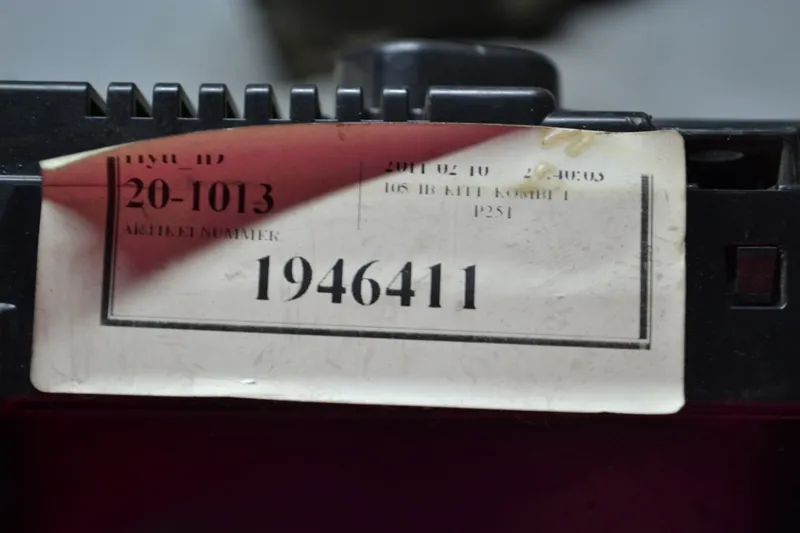 2011 02 10
20-1013
105 IB KITT KOMBI 1
P251
ARTIKELNUMMER
1946411